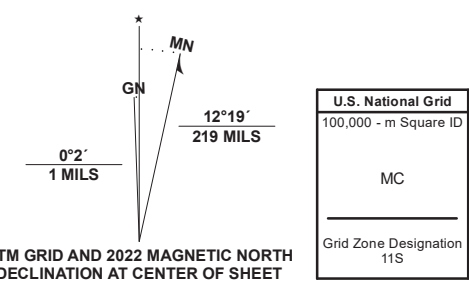 ★
MN
GN
12°19´
219 MILS
0°2´
1 MILS
TM GRID AND 2022 MAGNETIC NORTH
DECLINATION AT CENTER OF SHEET
U.S. National Grid
100,000 - m Square ID
MC
Grid Zone Designation
11S